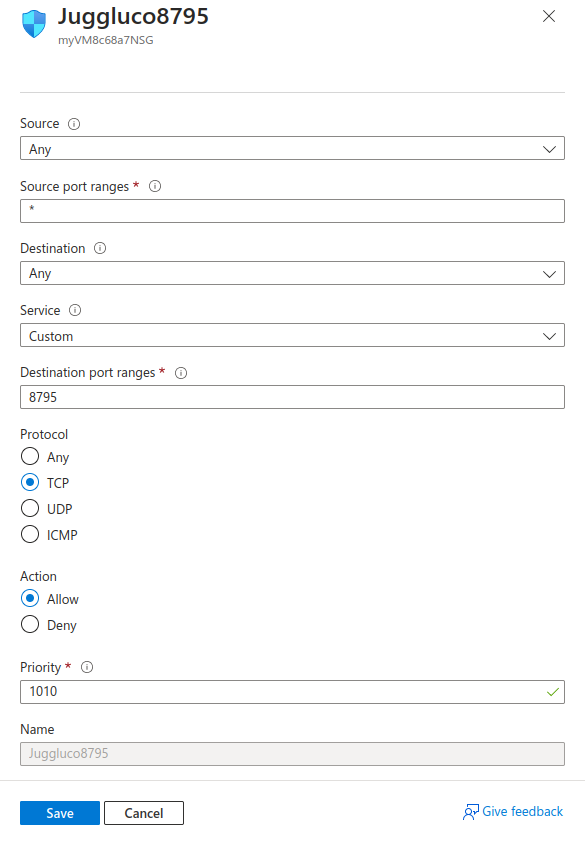 Juggluco8795
myVM8c68a7NSG
Source
Any
Source port ranges *
*
Destination
Any
Service
Custom
Destination port ranges *
8795
Protocol
Any
TCP
UDP
ICMP
Action
Allow
Deny
Priority *
1010
Name
Juggluco8795
Save
Cancel
Give feedback